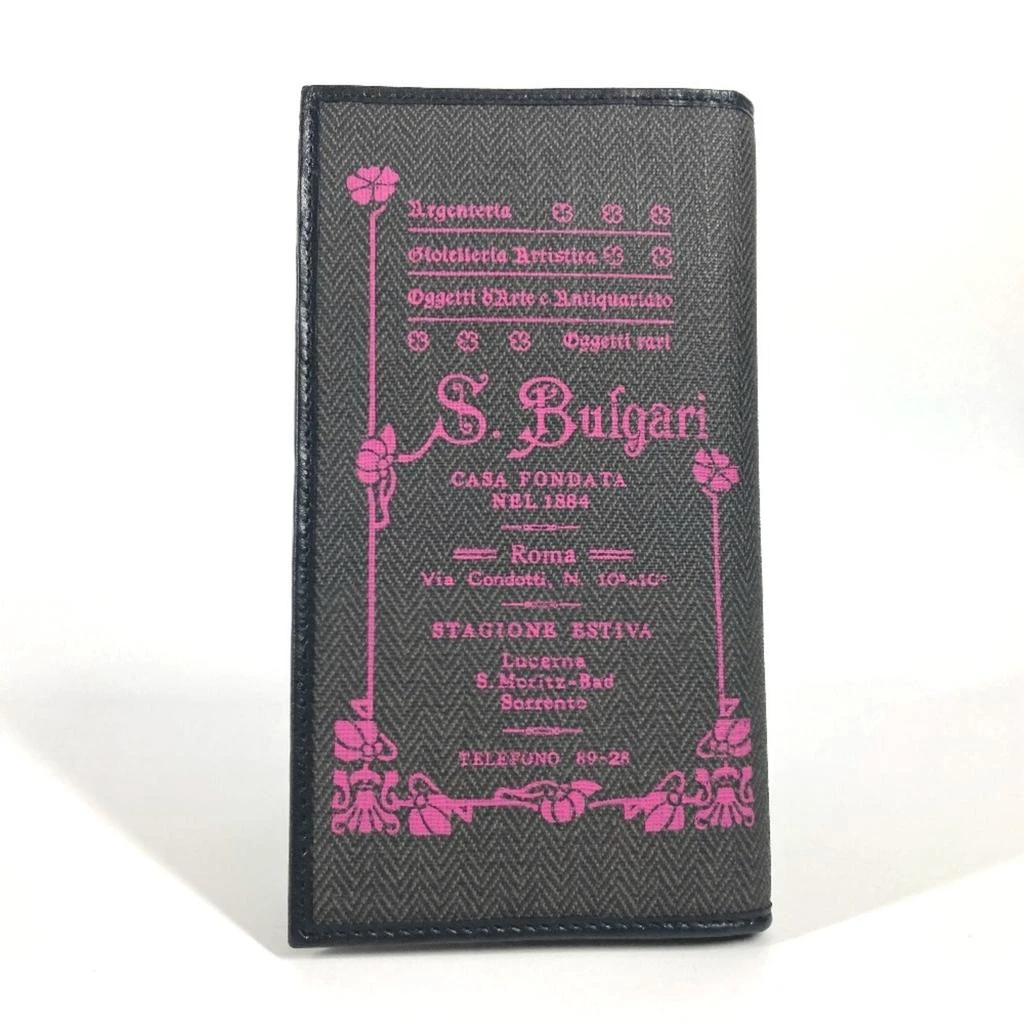 Argenteria
Gioielleria Artistica
Oggetti d'Arte e Antiquariato
Oggetti rari
S. Bulgari
CASA FONDATA
NEL 1884
Roma
Via Condotti, N. 10ª-10ᶜ
STAGIONE ESTIVA
Lucerna
S. Moritz-Bad
Sorrento
TELEFONO 89-28